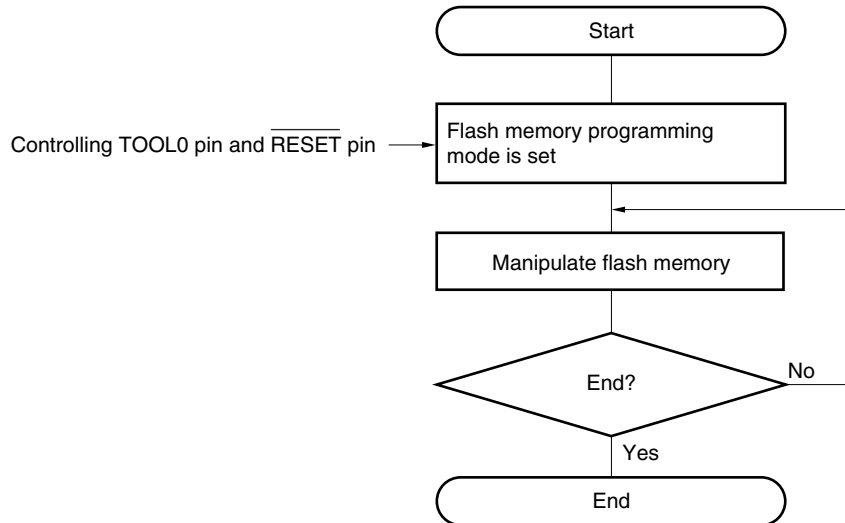 Start
Controlling TOOL0 pin and RESET pin
Flash memory programming
mode is set
Manipulate flash memory
End?
No
Yes
End